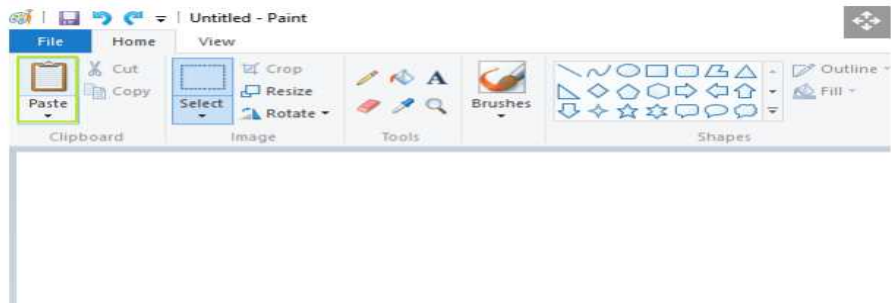 Untitled - Paint
File Home View
Cut Crop Outline
Copy Resize Fill
Paste Select Rotate Brushes
A
Clipboard Image Tools Shapes